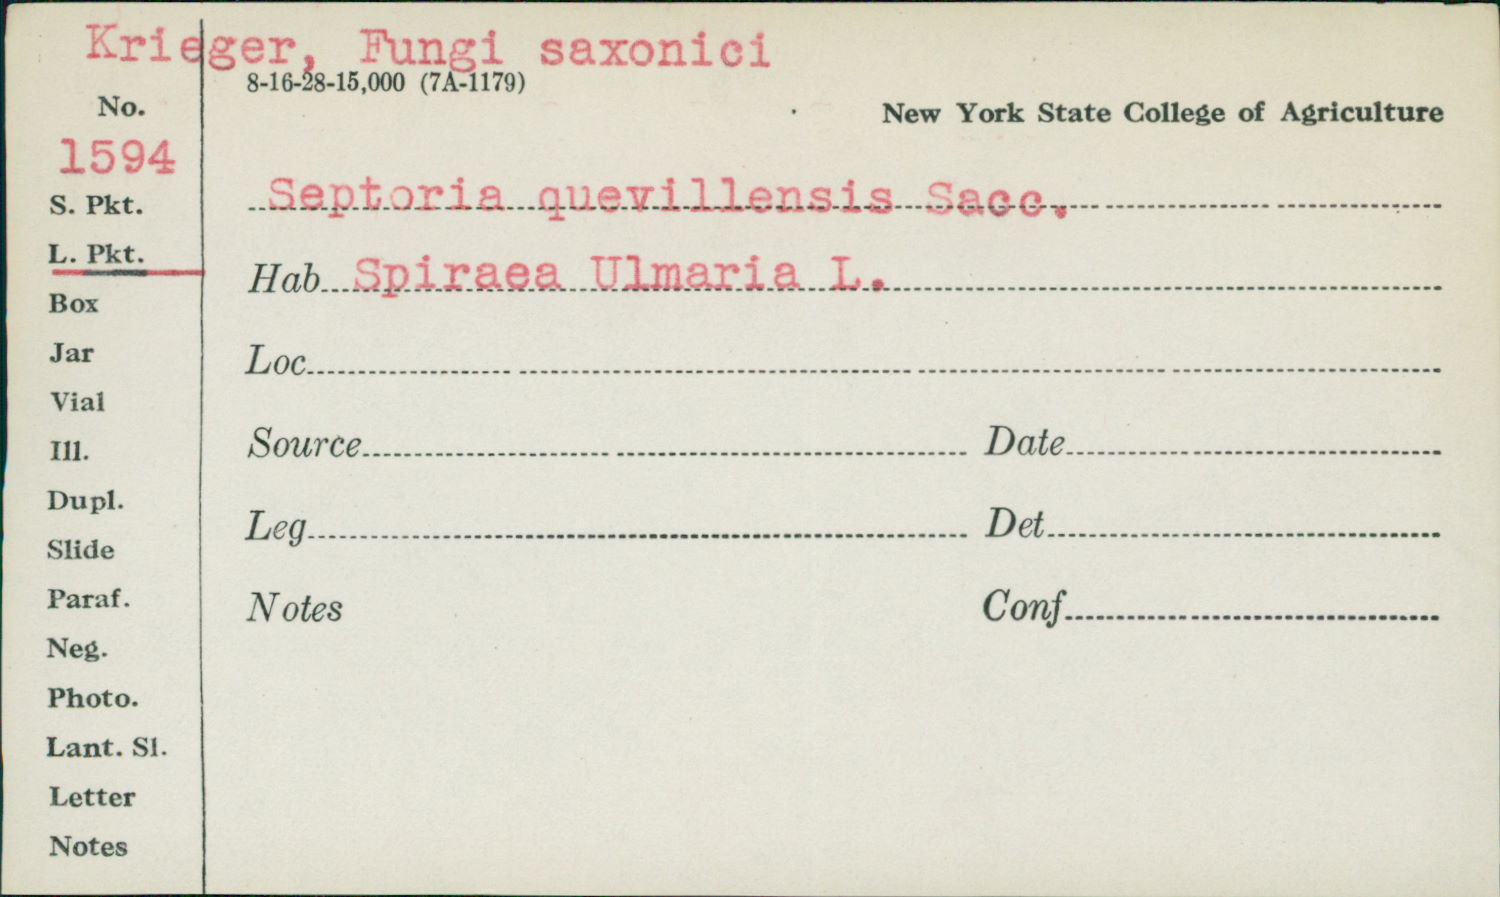 Krieger, Fungi saxonici
8-16-28-15,000 (7A-1179)
No.
New York State College of Agriculture
1594
Septoria quevillensis Sacc.
S. Pkt.
L. Pkt.
Hab Spiraea Ulmaria L.
Box
Jar
Loc
Vial
Ill.
Source Date
Dupl.
Leg Det
Slide
Paraf.
Notes Conf
Neg.
Photo.
Lant. Sl.
Letter
Notes